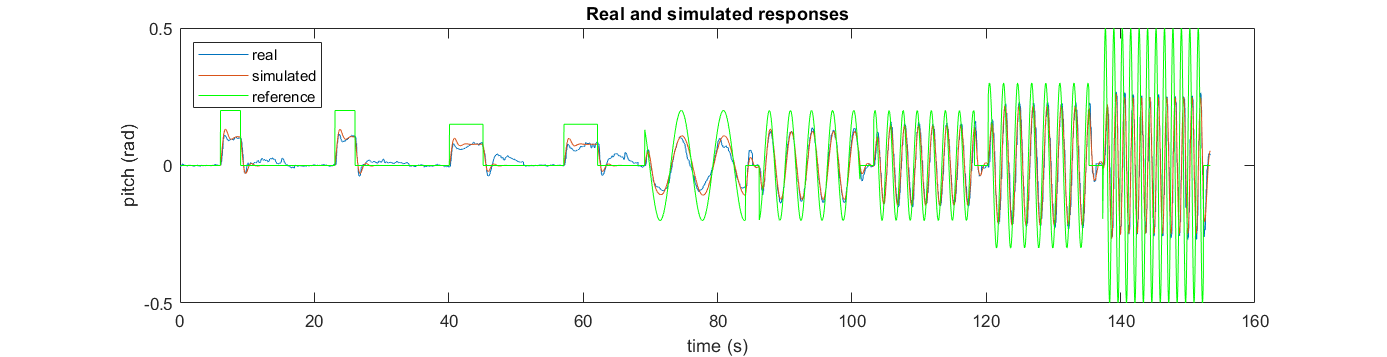 Real and simulated responses
0.5
real
simulated
reference
pitch (rad)
0
-0.5
0 20 40 60 80 100 120 140 160
time (s)